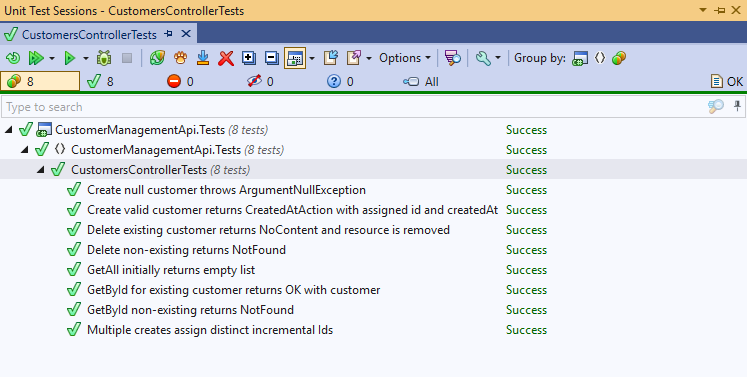 Unit Test Sessions - CustomersControllerTests
CustomersControllerTests
Options Group by:
8 8 0 0 0 All OK
Type to search
CustomerManagementApi.Tests (8 tests) Success
CustomerManagementApi.Tests (8 tests) Success
CustomersControllerTests (8 tests) Success
Create null customer throws ArgumentNullException Success
Create valid customer returns CreatedAtAction with assigned id and createdAt Success
Delete existing customer returns NoContent and resource is removed Success
Delete non-existing returns NotFound Success
GetAll initially returns empty list Success
GetById for existing customer returns OK with customer Success
GetById non-existing returns NotFound Success
Multiple creates assign distinct incremental Ids Success